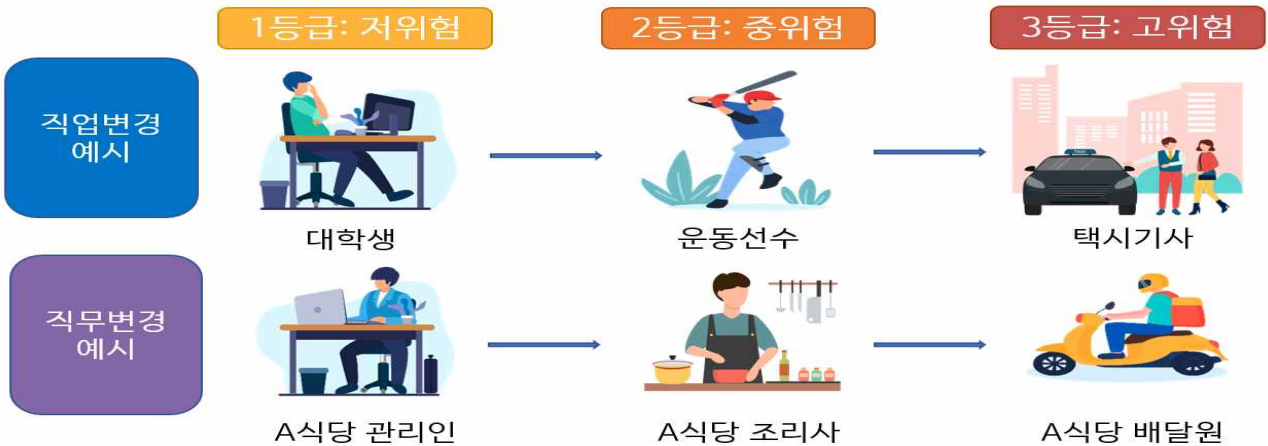 1등급: 저위험
2등급: 중위험
3등급: 고위험
직업변경
예시
TAXI
대학생
운동선수
택시기사
직무변경
예시
A식당 관리인
A식당 조리사
A식당 배달원